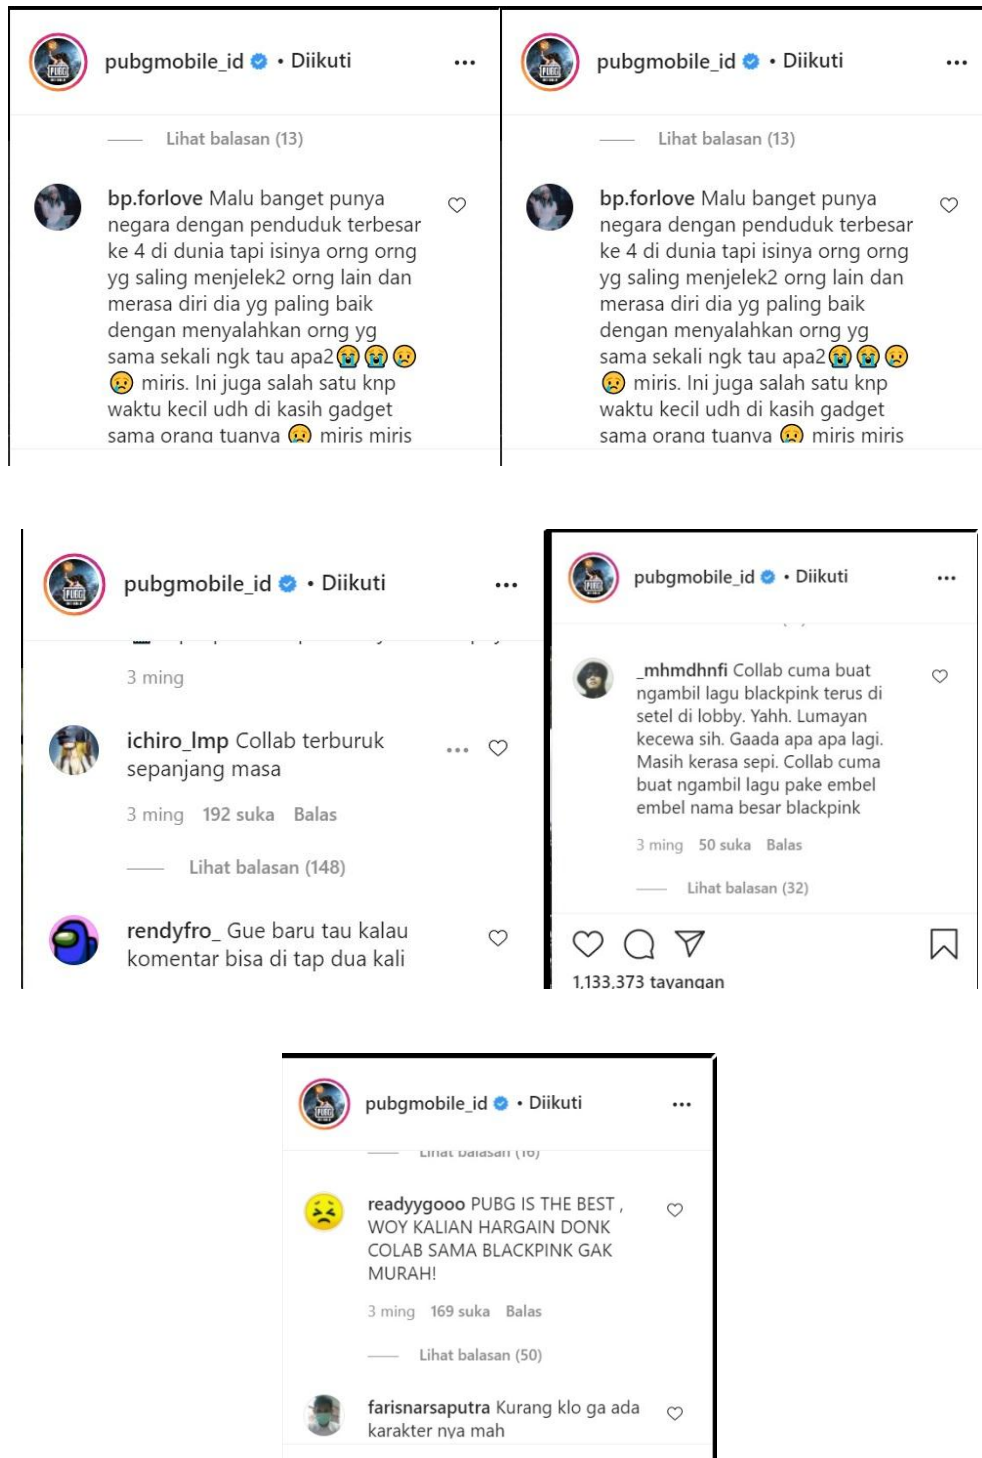 pubgmobile_id • Diikuti
Lihat balasan (13)
bp.forlove Malu banget punya
negara dengan penduduk terbesar
ke 4 di dunia tapi isinya orng orng
yg saling menjelek2 orng lain dan
merasa diri dia yg paling baik
dengan menyalahkan orng yg
sama sekali ngk tau apa2😭😭😢
😢 miris. Ini juga salah satu knp
waktu kecil udh di kasih gadget
sama orang tuanya 😢 miris miris
pubgmobile_id • Diikuti
Lihat balasan (13)
bp.forlove Malu banget punya
negara dengan penduduk terbesar
ke 4 di dunia tapi isinya orng orng
yg saling menjelek2 orng lain dan
merasa diri dia yg paling baik
dengan menyalahkan orng yg
sama sekali ngk tau apa2😭😭😢
😢 miris. Ini juga salah satu knp
waktu kecil udh di kasih gadget
sama orang tuanya 😢 miris miris
pubgmobile_id • Diikuti
3 ming
ichiro_lmp Collab terburuk
sepanjang masa
3 ming 192 suka Balas
Lihat balasan (148)
rendyfro_ Gue baru tau kalau
komentar bisa di tap dua kali
pubgmobile_id • Diikuti
_mhmdhnfi Collab cuma buat
ngambil lagu blackpink terus di
setel di lobby. Yahh. Lumayan
kecewa sih. Gaada apa apa lagi.
Masih kerasa sepi. Collab cuma
buat ngambil lagu pake embel
embel nama besar blackpink
3 ming 50 suka Balas
Lihat balasan (32)
1,133,373 tayangan
pubgmobile_id • Diikuti
Lihat balasan (16)
readyygooo PUBG IS THE BEST ,
WOY KALIAN HARGAIN DONK
COLAB SAMA BLACKPINK GAK
MURAH!
3 ming 169 suka Balas
Lihat balasan (50)
farisnarsaputra Kurang klo ga ada
karakter nya mah